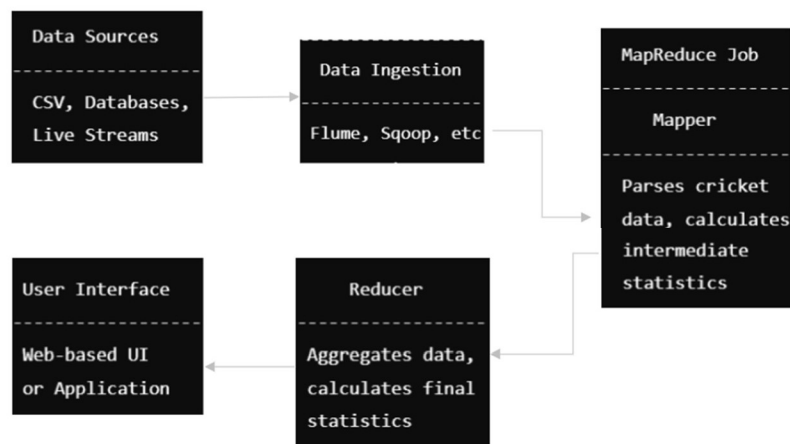 Data Sources
CSV, Databases,
Live Streams
Data Ingestion
Flume, Sqoop, etc
MapReduce Job
Mapper
Parses cricket
data, calculates
intermediate
statistics
User Interface
Web-based UI
or Application
Reducer
Aggregates data,
calculates final
statistics